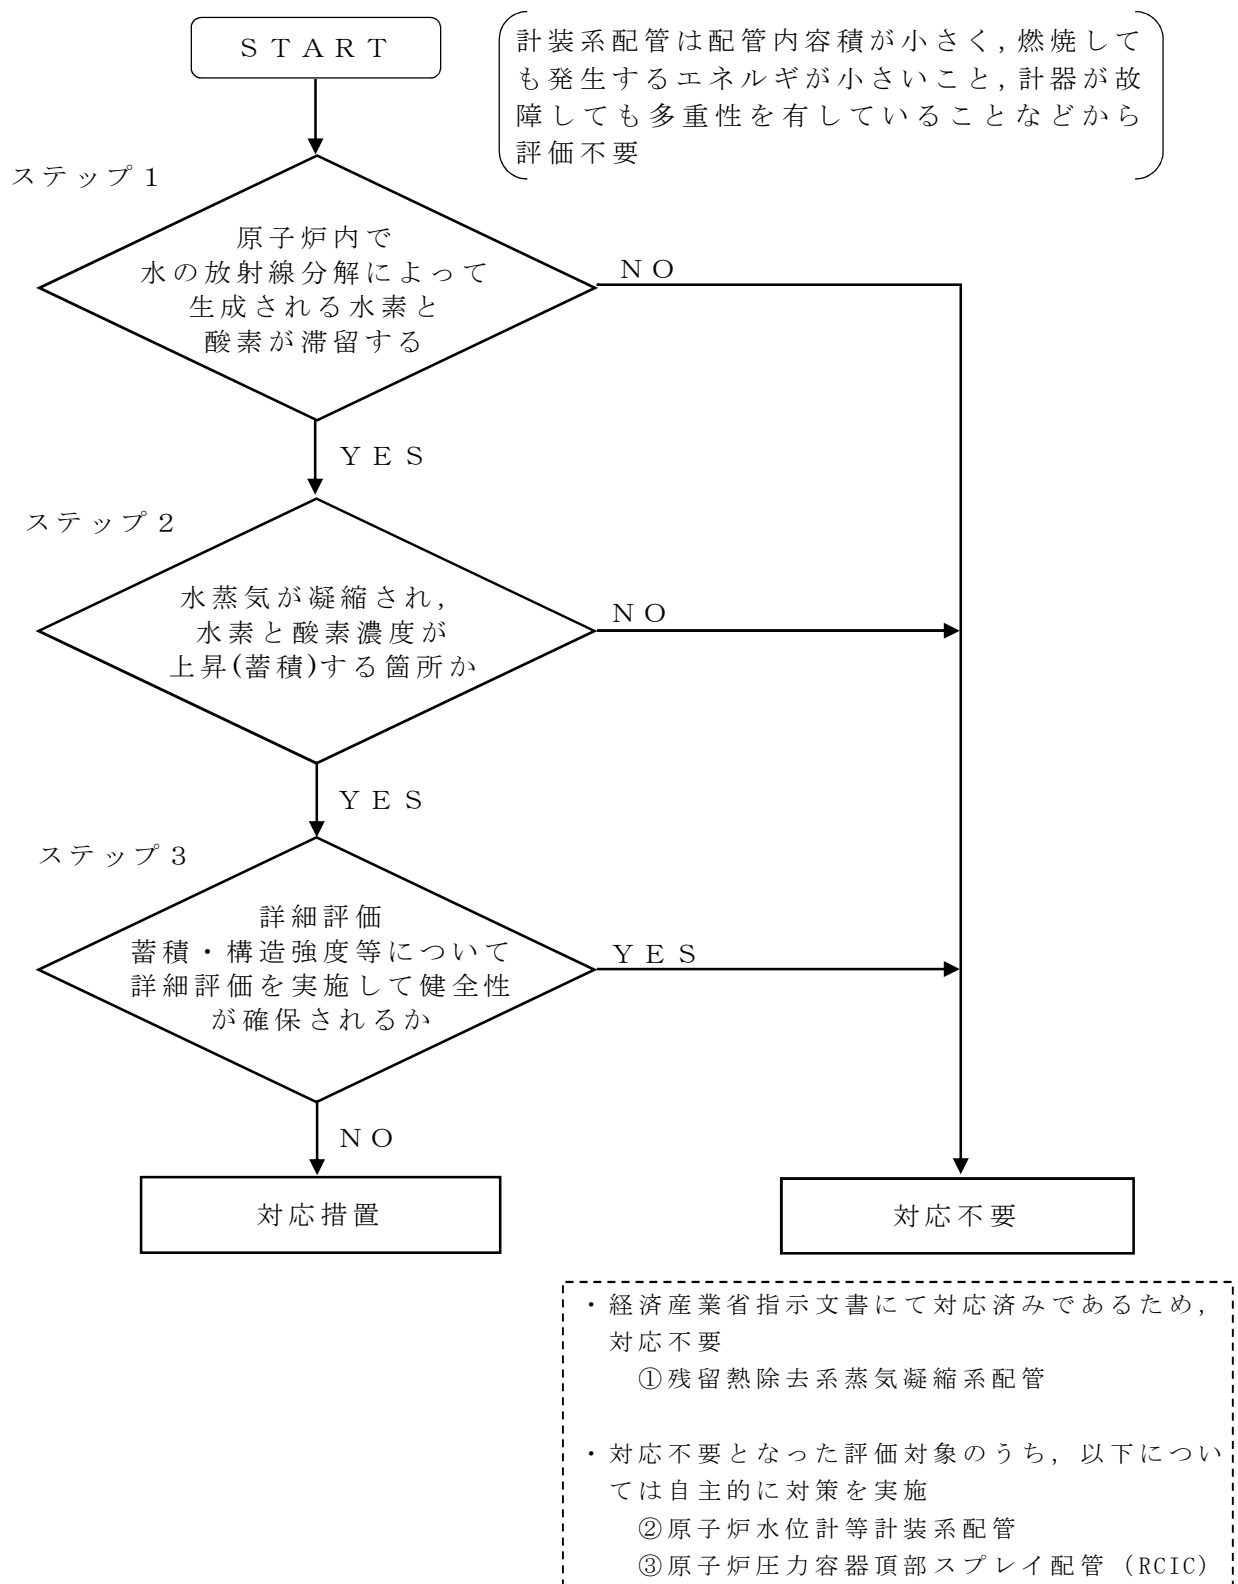 ＳＴＡＲＴ
計装系配管は配管内容積が小さく,燃焼して
も発生するエネルギが小さいこと,計器が故
障しても多重性を有していることなどから
評価不要
ステップ１
原子炉内で
水の放射線分解によって
生成される水素と
酸素が滞留する
ＮＯ
ＹＥＳ
ステップ２
水蒸気が凝縮され,
水素と酸素濃度が
上昇(蓄積)する箇所か
ＮＯ
ＹＥＳ
ステップ３
詳細評価
蓄積・構造強度等について
詳細評価を実施して健全性
が確保されるか
ＹＥＳ
ＮＯ
対応措置
対応不要
・経済産業省指示文書にて対応済みであるため,
対応不要
①残留熱除去系蒸気凝縮系配管
・対応不要となった評価対象のうち, 以下につい
ては自主的に対策を実施
②原子炉水位計等計装系配管
③原子炉圧力容器頂部スプレイ配管 (RCIC)